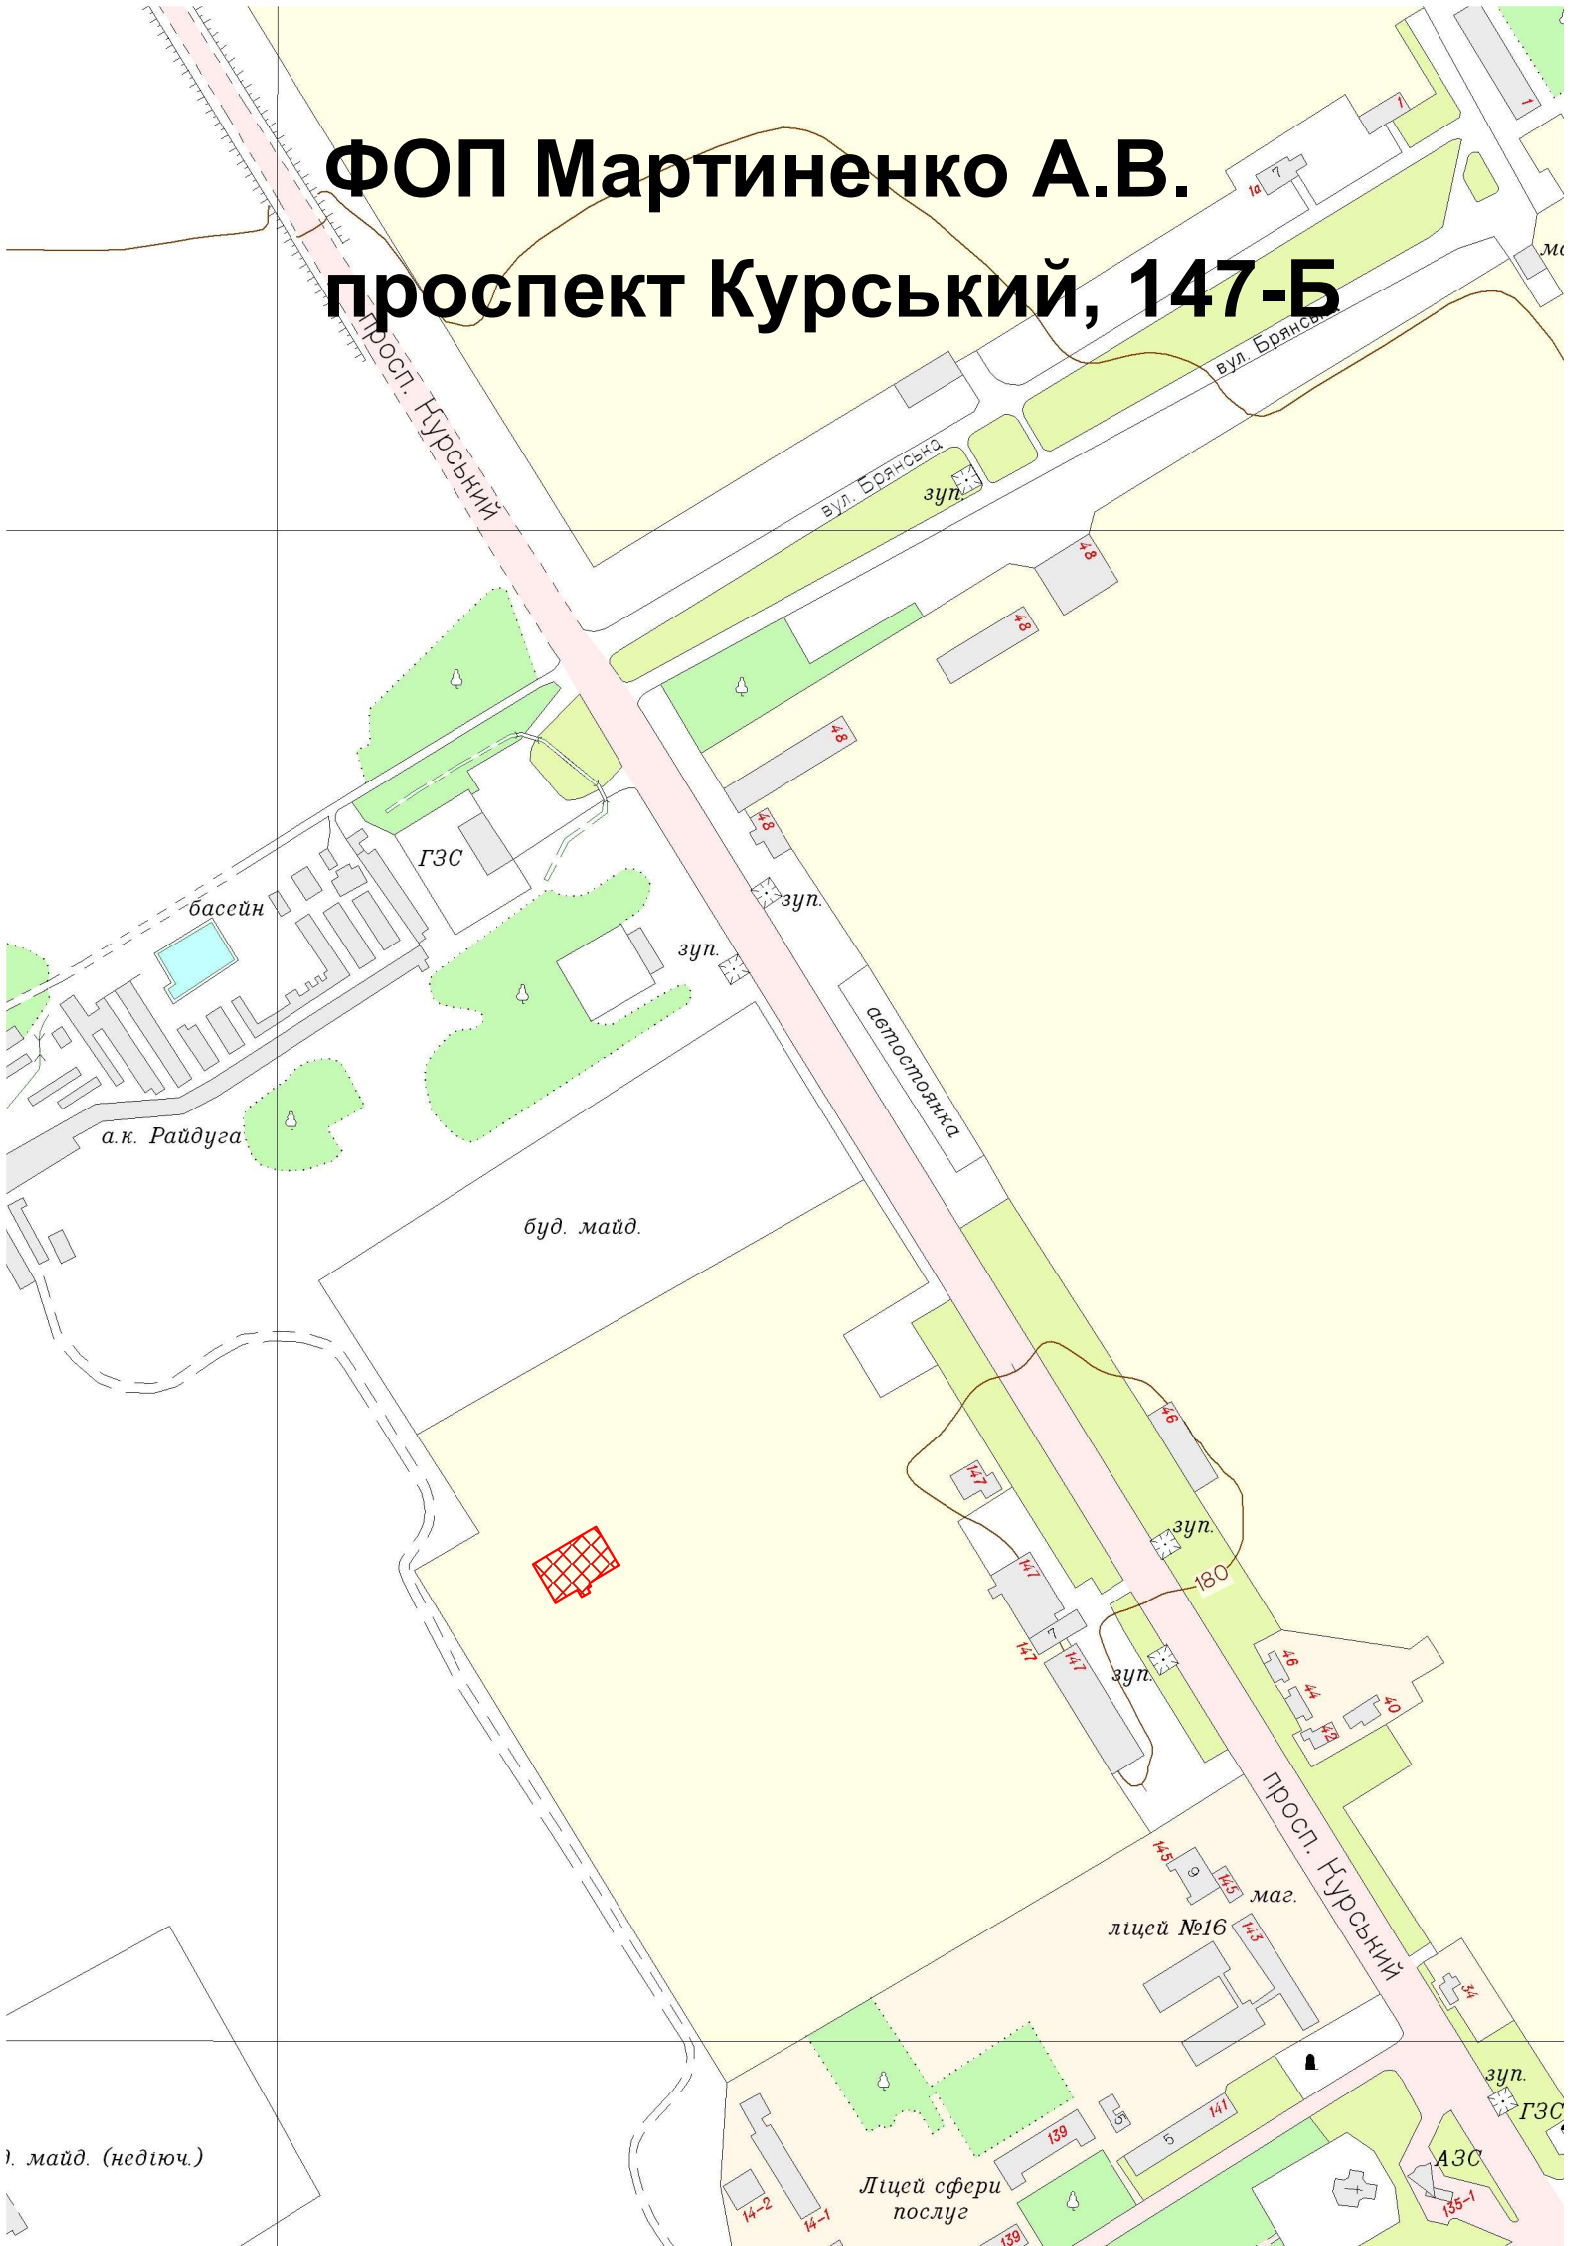 1
1
ФОП Мартиненко А.В.
7
1а
проспект Курський, 147-Б
просп. Курський
вул. Брянська
вул. Брянська
зуп.
48
48
48
48
ГЗС
зуп.
басейн
зуп.
автостоянка
а.к. Райдуга
буд. майд.
46
147
зуп.
147
180
7
147
147
зуп.
46
44
40
42
просп. Курський
145
9
145
маг.
ліцей №16
143
34
зуп.
ГЗС
141
5
5
139
АЗС
майд. (недіюч.)
Ліцей сфери
послуг
14-2
14-1
135-1
139